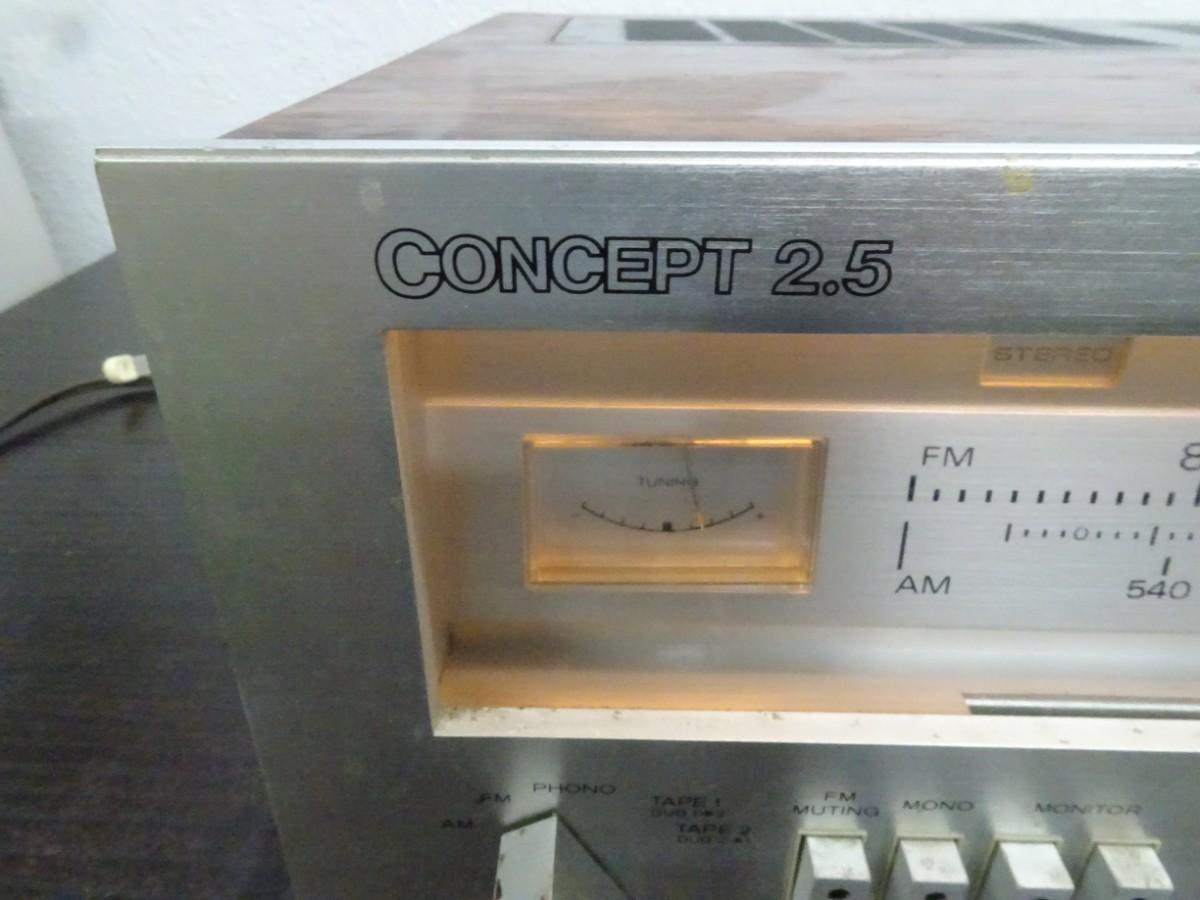 CONCEPT 2.5
STEREO
TUNING
- +
FM 8
AM 540
FM PHONO
AM
TAPE 1
TAPE 2
FM MUTING
MONO
MONITOR